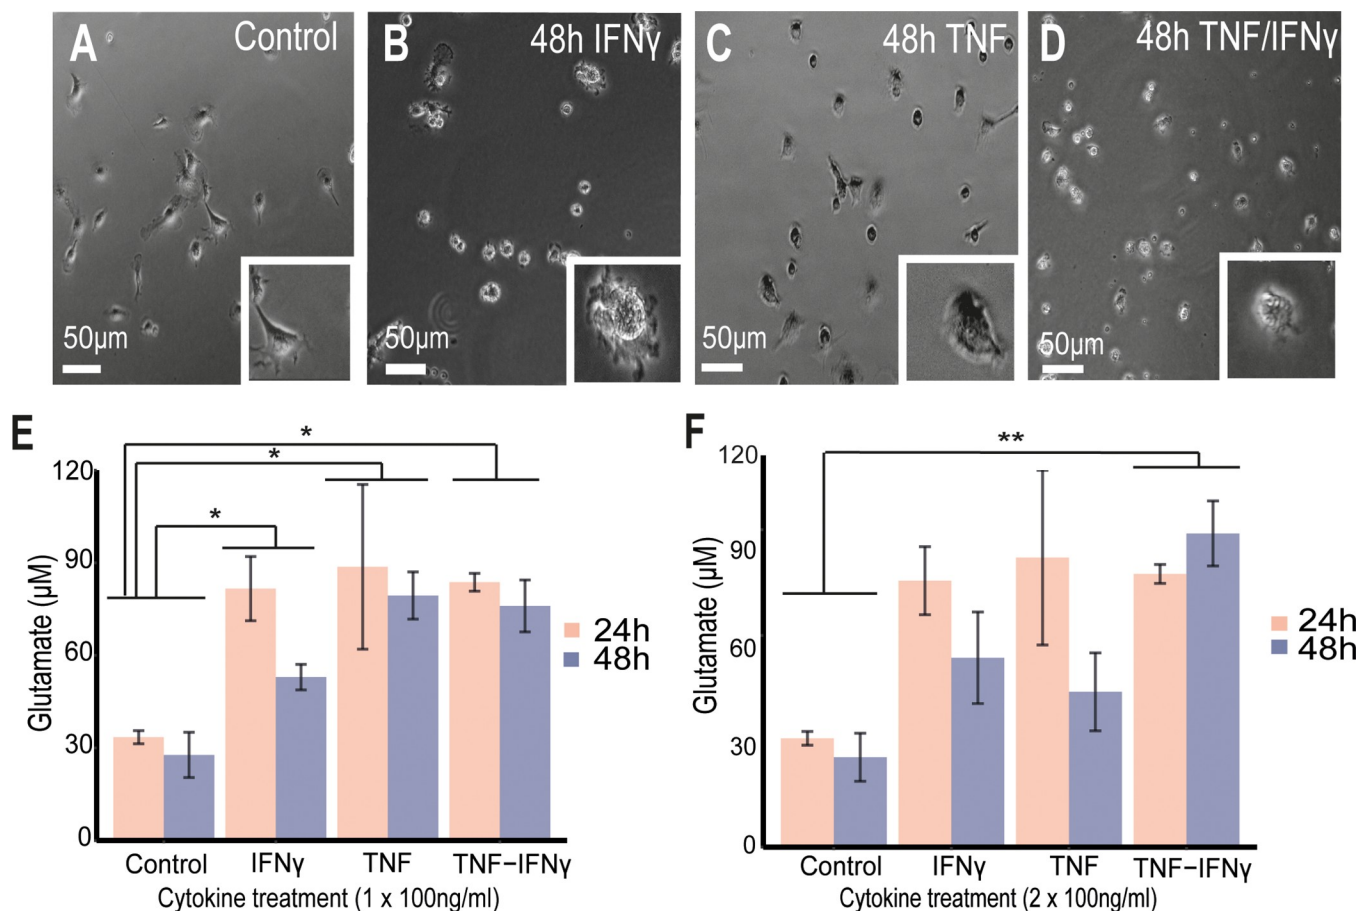 A
Control
B
48h IFNγ
C
48h TNF
D
48h TNF/IFNγ
50µm
50µm
50µm
50µm
E
*
*
*
120
90
60
30
0
Glutamate (µM)
24h
48h
Control
IFNγ
TNF
TNF−IFNγ
Cytokine treatment (1 x 100ng/ml)
F
**
120
90
60
30
0
Glutamate (µM)
24h
48h
Control
IFNγ
TNF
TNF−IFNγ
Cytokine treatment (2 x 100ng/ml)